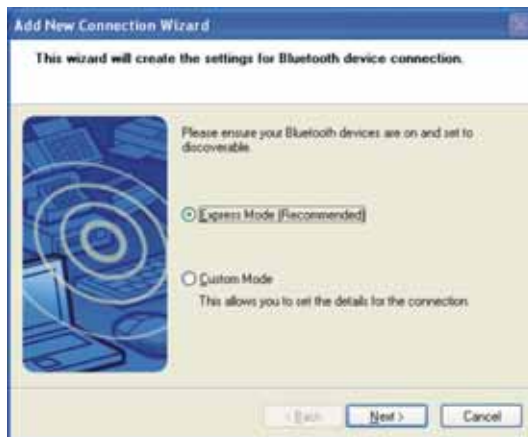 Add New Connection Wizard
This wizard will create the settings for Bluetooth device connection.
Please ensure your Bluetooth devices are on and set to
discoverable.
Express Mode (Recommended)
Custom Mode
This allows you to set the details for the connection
< Back
Next >
Cancel